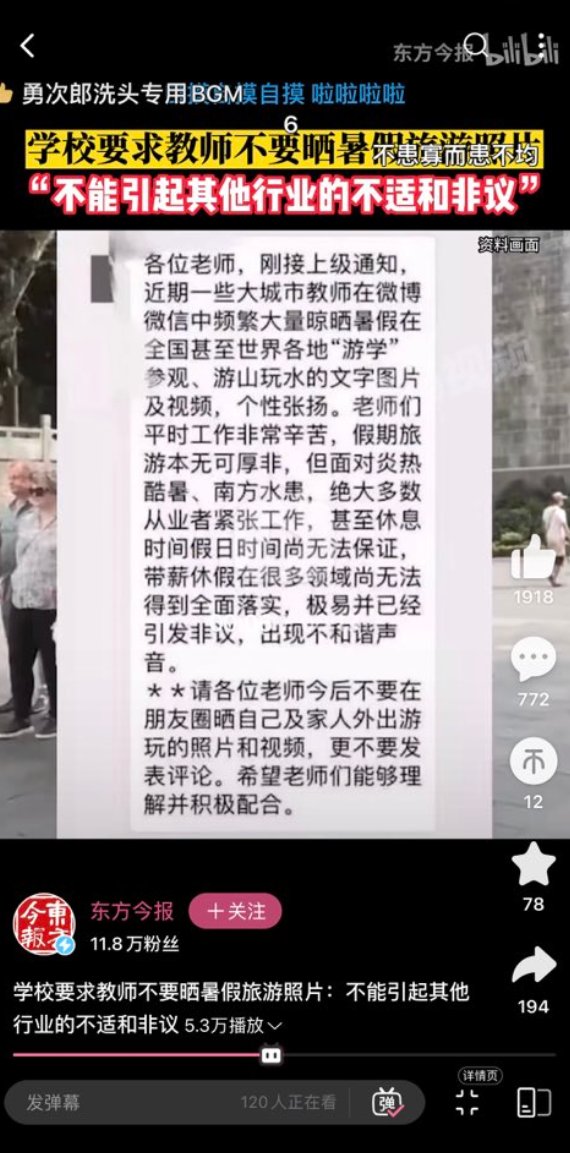 东方今报
bilibili
勇次郎洗头专用BGM
自摸 啦啦啦啦
6
学校要求教师不要晒暑假旅游照片
不患寡而患不均
“不能引起其他行业的不适和非议”
资料画面
各位老师，刚接上级通知，
近期一些大城市教师在微博
微信中频繁大量晾晒暑假在
全国甚至世界各地“游学”
参观、游山玩水的文字图片
及视频，个性张扬。老师们
平时工作非常辛苦，假期旅
游本无可厚非，但面对炎热
酷暑、南方水患，绝大多数
从业者紧张工作，甚至休息
时间假日时间尚无法保证，
带薪休假在很多领域尚无法
得到全面落实，极易并已经
引发非议，出现不和谐声
音。
＊＊请各位老师今后不要在
朋友圈晒自己及家人外出游
玩的照片和视频，更不要发
表评论。希望老师们能够理
解并积极配合。
1918
772
12
78
194
東方今報
东方今报
＋关注
11.8万粉丝
学校要求教师不要晒暑假旅游照片：不能引起其他
行业的不适和非议 5.3万播放
详情页
发弹幕
120人正在看
弹